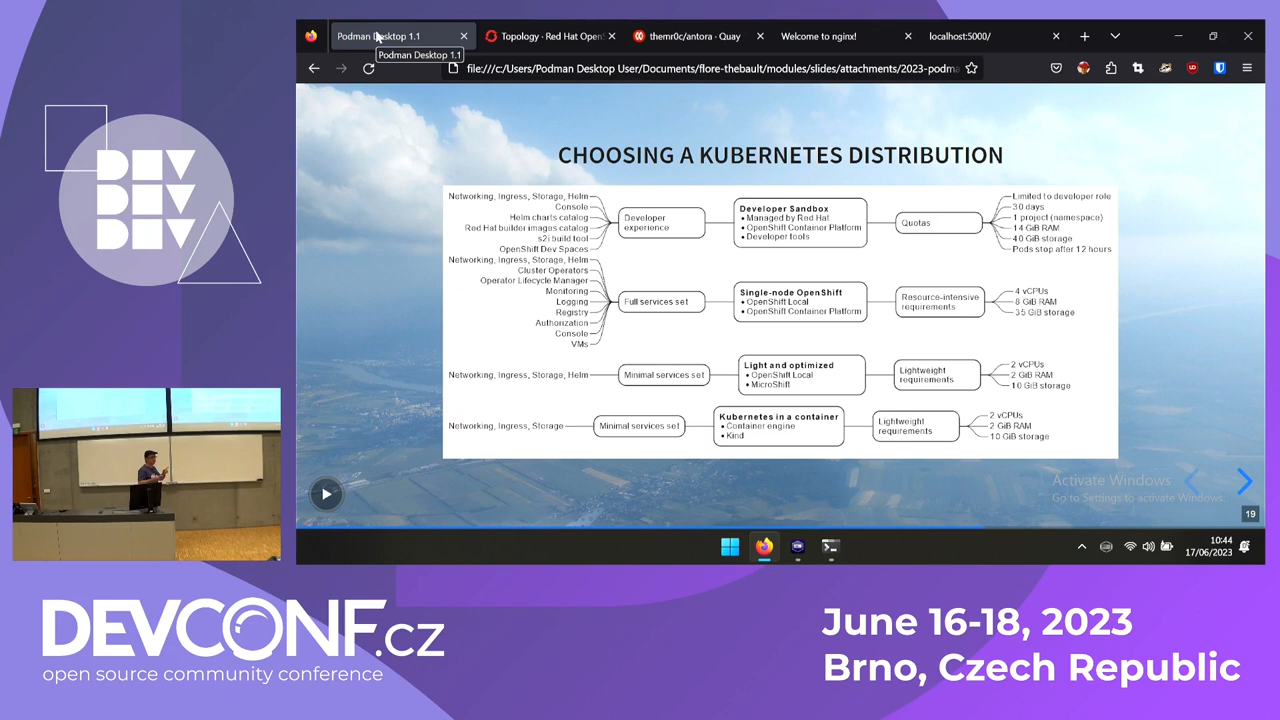 Podman Desktop 1.1
Topology · Red Hat Open
themr0c/antora · Quay
Welcome to nginx!
localhost:5000/
Podman Desktop 1.1
file:///c:/Users/Podman Desktop User/Documents/flore-thebault/modules/slides/attachments/2023-podma
CHOOSING A KUBERNETES DISTRIBUTION
Networking, Ingress, Storage, Helm
Console
Helm charts catalog
Red Hat builder images catalog
s2i build tool
OpenShift Dev Spaces
Developer
experience
Developer Sandbox
• Managed by Red Hat
• OpenShift Container Platform
• Developer tools
Quotas
Limited to developer role
30 days
1 project (namespace)
14 GiB RAM
40 GiB storage
Pods stop after 12 hours
Networking, Ingress, Storage, Helm
Cluster Operators
Operator Lifecycle Manager
Monitoring
Logging
Registry
Authorization
Console
VMs
Full services set
Single-node OpenShift
• OpenShift Local
• OpenShift Container Platform
Resource-intensive
requirements
4 vCPUs
8 GiB RAM
35 GiB storage
Networking, Ingress, Storage, Helm
Minimal services set
Light and optimized
• OpenShift Local
• MicroShift
Lightweight
requirements
2 vCPUs
2 GiB RAM
10 GiB storage
Networking, Ingress, Storage
Minimal services set
Kubernetes in a container
• Container engine
• Kind
Lightweight
requirements
2 vCPUs
2 GiB RAM
10 GiB storage
Activate Windows
Go to Settings to activate Windows.
19
10:44
17/06/2023
DEV
DEV
DEV
DEVCONF.cz
open source community conference
June 16-18, 2023
Brno, Czech Republic